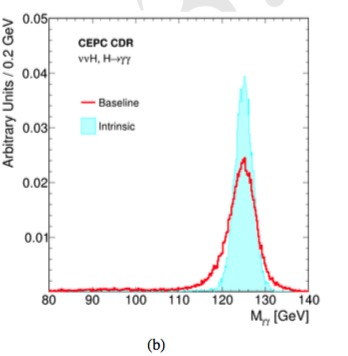 0.05
CEPC CDR
ννH, H→γγ
Arbitrary Units / 0.2 GeV
0.04
Baseline
Intrinsic
0.03
0.02
0.01
80 90 100 110 120 130 140
Mγγ [GeV]
(b)